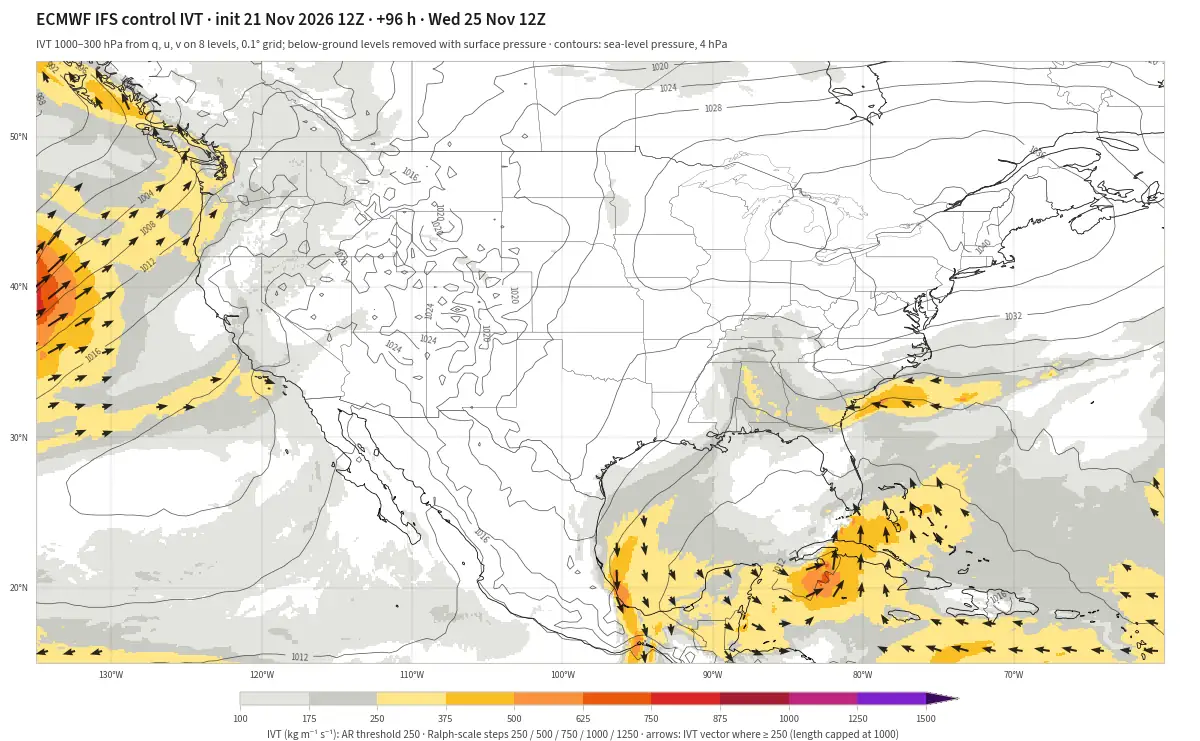 ECMWF IFS control IVT · init 21 Nov 2026 12Z · +96 h · Wed 25 Nov 12Z
IVT 1000–300 hPa from q, u, v on 8 levels, 0.1° grid; below-ground levels removed with surface pressure · contours: sea-level pressure, 4 hPa
1020
1024
1028
988
50°N
1036
1016
1004
1020
1024
1008
1040
1012
1020
40°N
1020
1024
1032
1020
1024
1024
1016
30°N
1016
20°N
1012
130°W
120°W
110°W
100°W
90°W
80°W
70°W
100
175
250
375
500
625
750
875
1000
1250
1500
IVT (kg m⁻¹ s⁻¹): AR threshold 250 · Ralph-scale steps 250 / 500 / 750 / 1000 / 1250 · arrows: IVT vector where ≥ 250 (length capped at 1000)